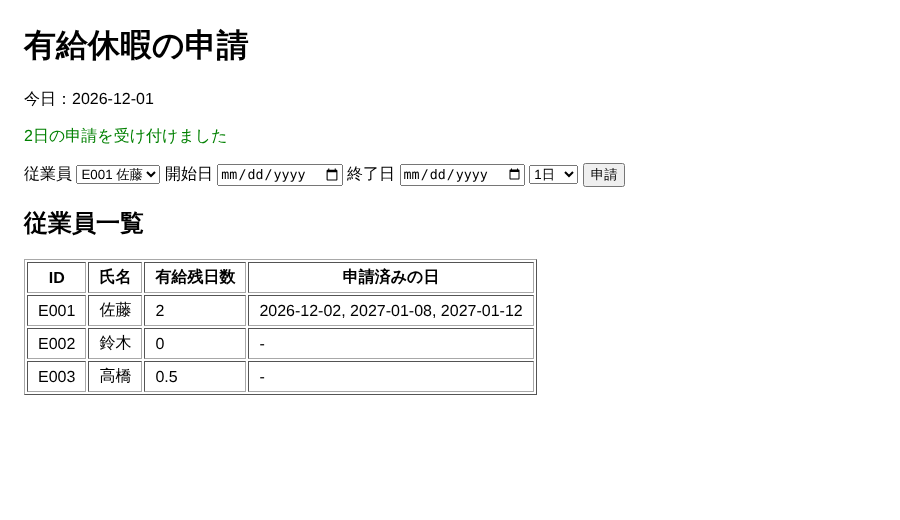 有給休暇の申請
今日：2026-12-01
2日の申請を受け付けました
従業員 E001 佐藤 開始日 mm/dd/yyyy 終了日 mm/dd/yyyy 1日 申請
従業員一覧
ID 氏名 有給残日数 申請済みの日
E001 佐藤 2 2026-12-02, 2027-01-08, 2027-01-12
E002 鈴木 0 -
E003 高橋 0.5 -